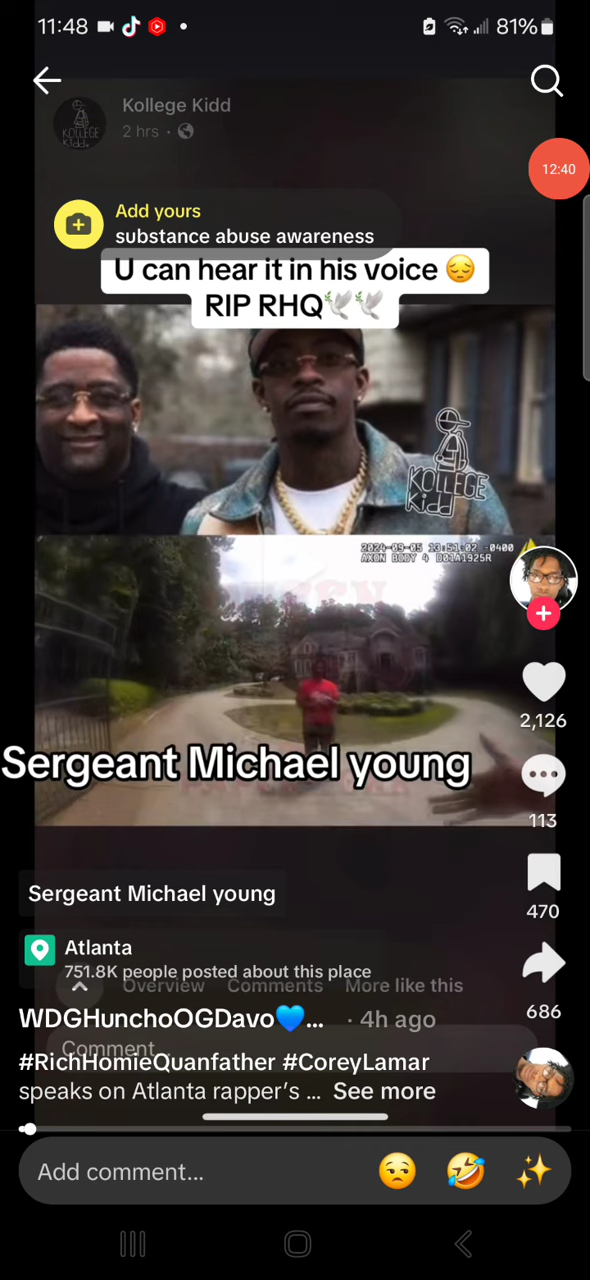 11:48
81%
Kollege Kidd
2 hrs ·
12:40
Add yours
substance abuse awareness
U can hear it in his voice 😔
RIP RHQ🕊️🕊️
KOLLEGE
Kidd
2024-09-05 13:51:02 -0400
AXON BODY 4 D01A1925R
Sergeant Michael young
2,126
113
Sergeant Michael young
470
Atlanta
751.8K people posted about this place
Overview Comments More like this
686
WDGHunchoOGDavo💙... · 4h ago
Comment
#RichHomieQuanfather #CoreyLamar
speaks on Atlanta rapper's ... See more
Add comment...